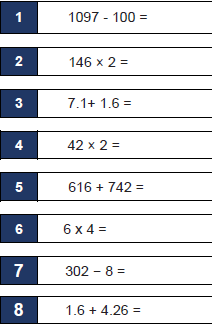 1 1097 - 100 =
2 146 × 2 =
3 7.1+ 1.6 =
4 42 × 2 =
5 616 + 742 =
6 6 x 4 =
7 302 − 8 =
8 1.6 + 4.26 =